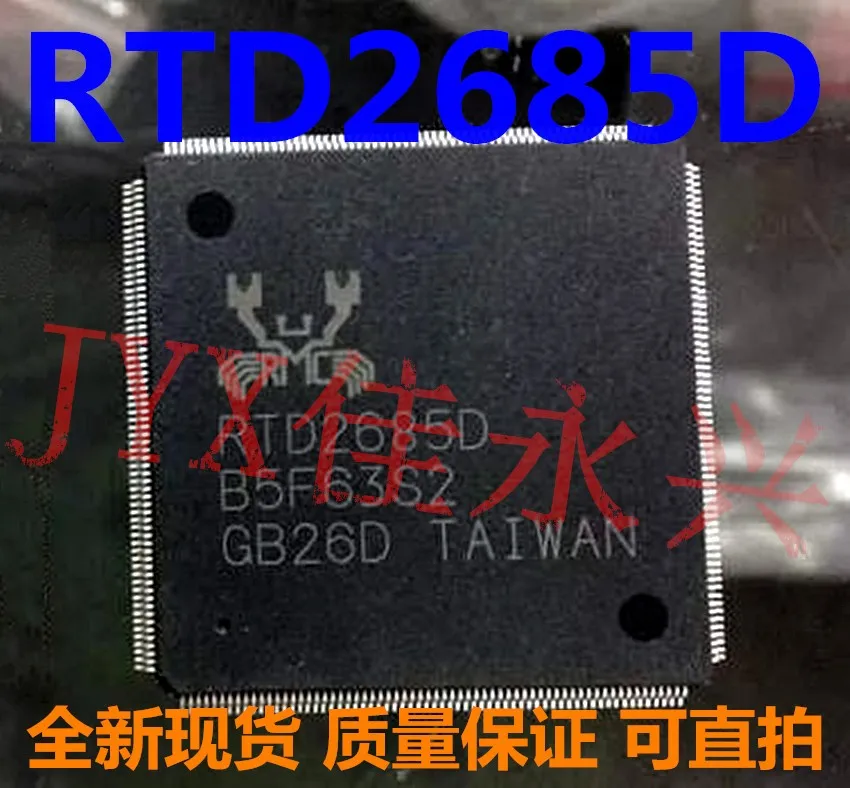 RTD2685D
JYX佳永兴
RTD2685D
B5F63S2
GB26D TAIWAN
全新现货 质量保证 可直拍